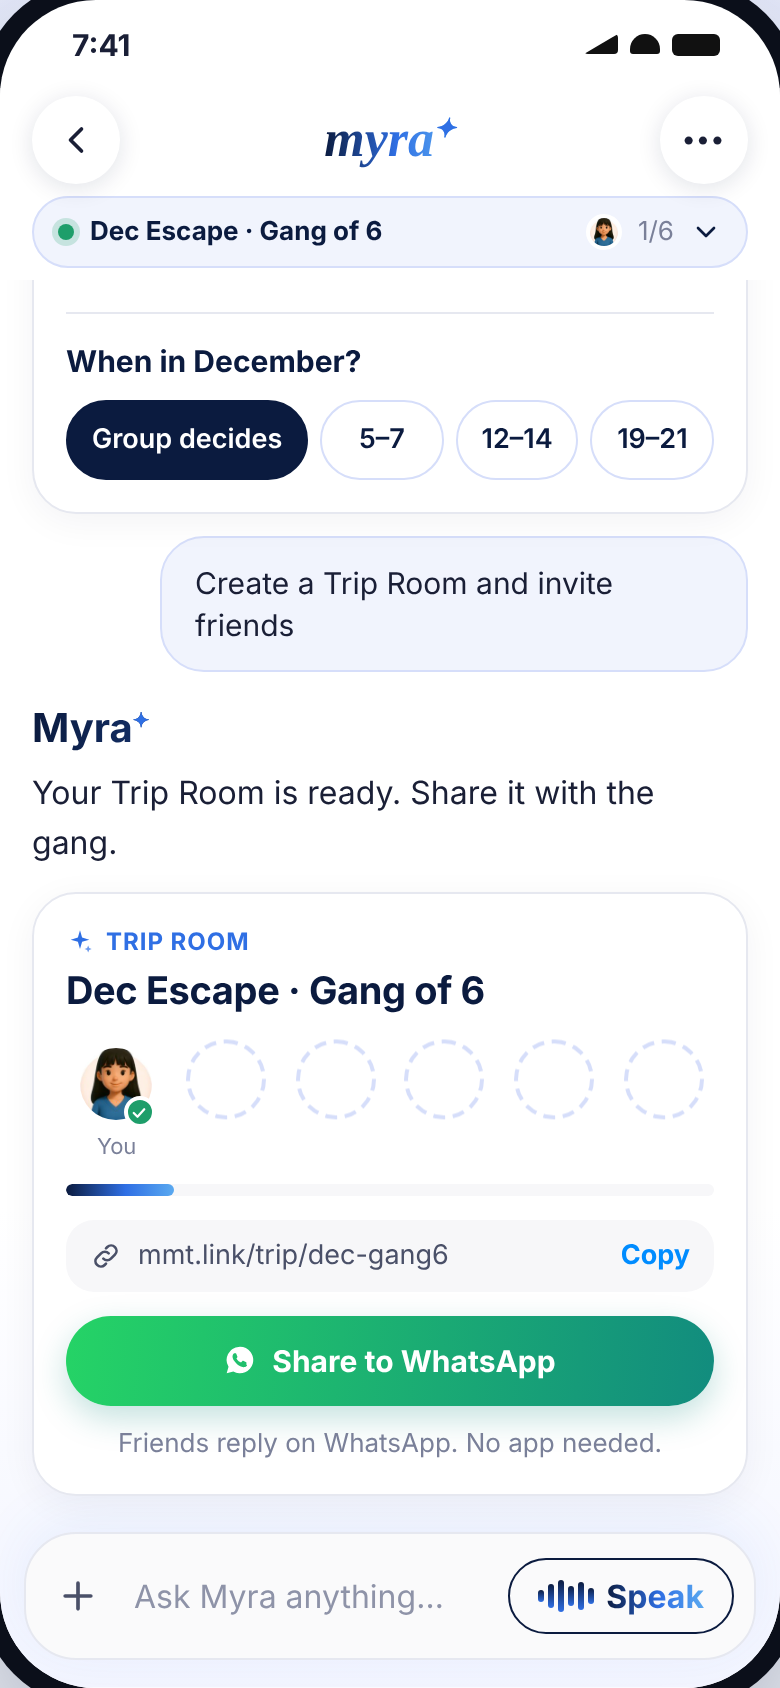 7:41
myra
Dec Escape · Gang of 6
1/6
When in December?
Group decides
5–7
12–14
19–21
Create a Trip Room and invite
friends
Myra
Your Trip Room is ready. Share it with the
gang.
TRIP ROOM
Dec Escape · Gang of 6
You
mmt.link/trip/dec-gang6
Copy
Share to WhatsApp
Friends reply on WhatsApp. No app needed.
Ask Myra anything...
Speak